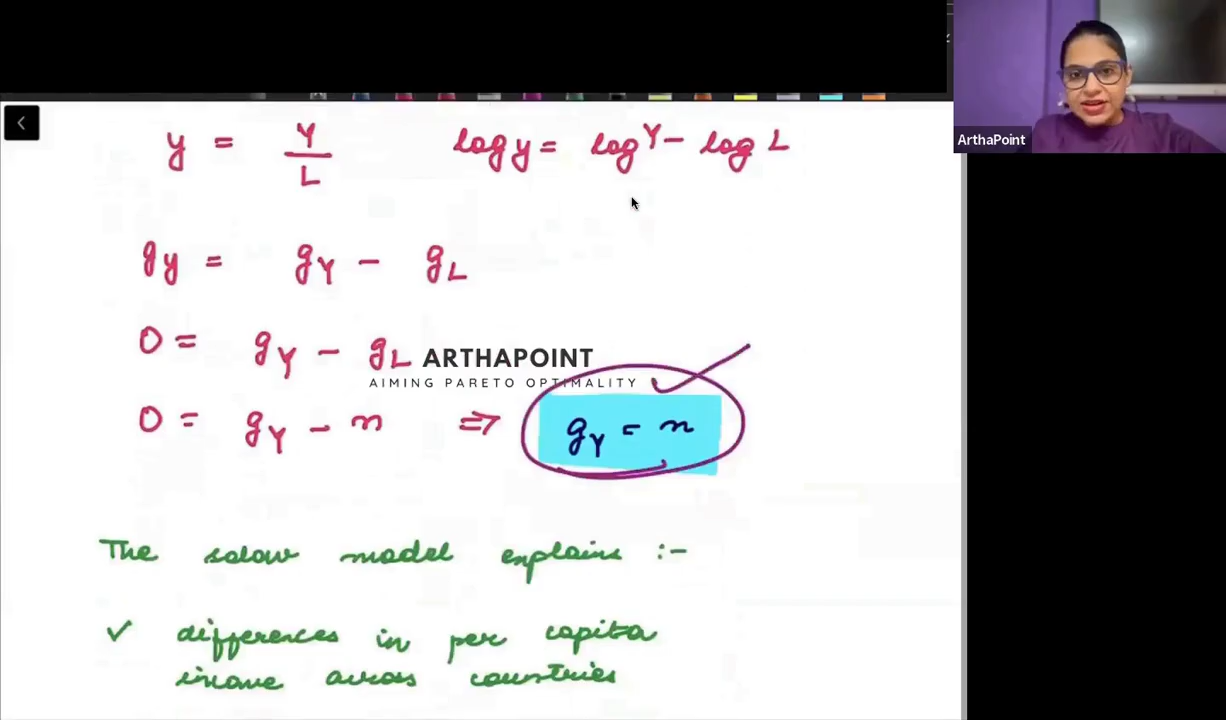 y = Y/L    log y = log Y - log L
ArthaPoint
gy = gY - gL
0 = gY - gL
ARTHAPOINT
AIMING PARETO OPTIMALITY
0 = gY - n ⇒ gY = n
The solow model explains :-
✓ differences in per capita
income across countries